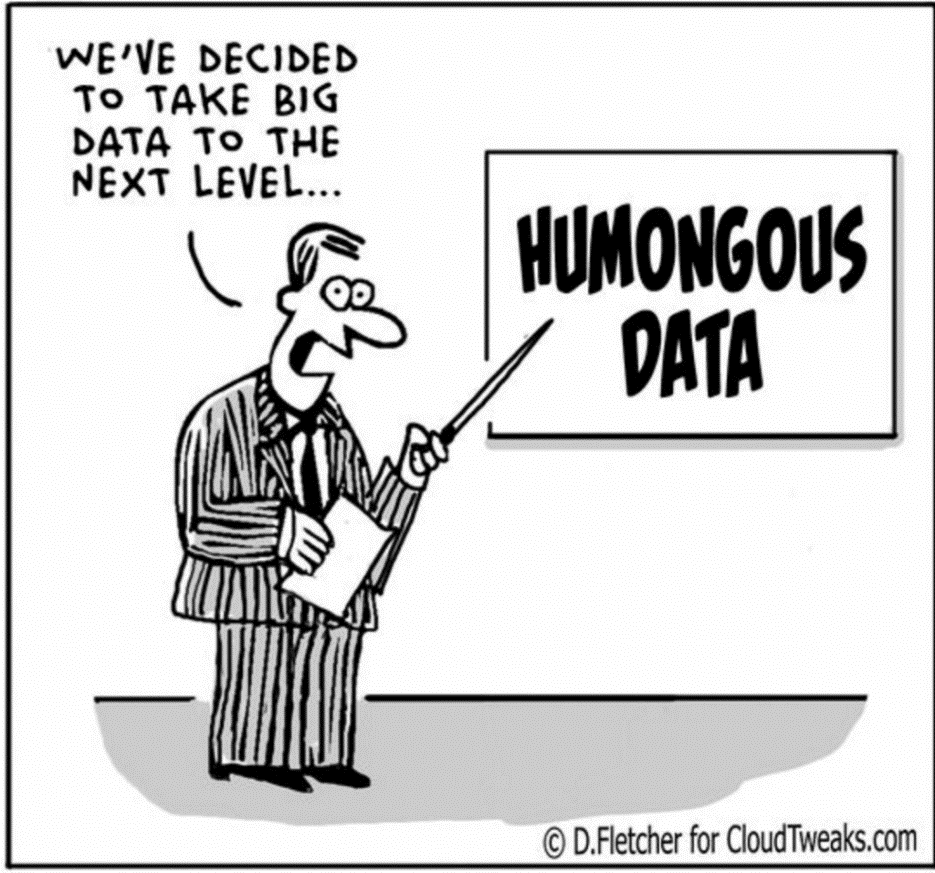 WE'VE DECIDED
TO TAKE BIG
DATA TO THE
NEXT LEVEL...
HUMONGOUS
DATA
© D.Fletcher for CloudTweaks.com